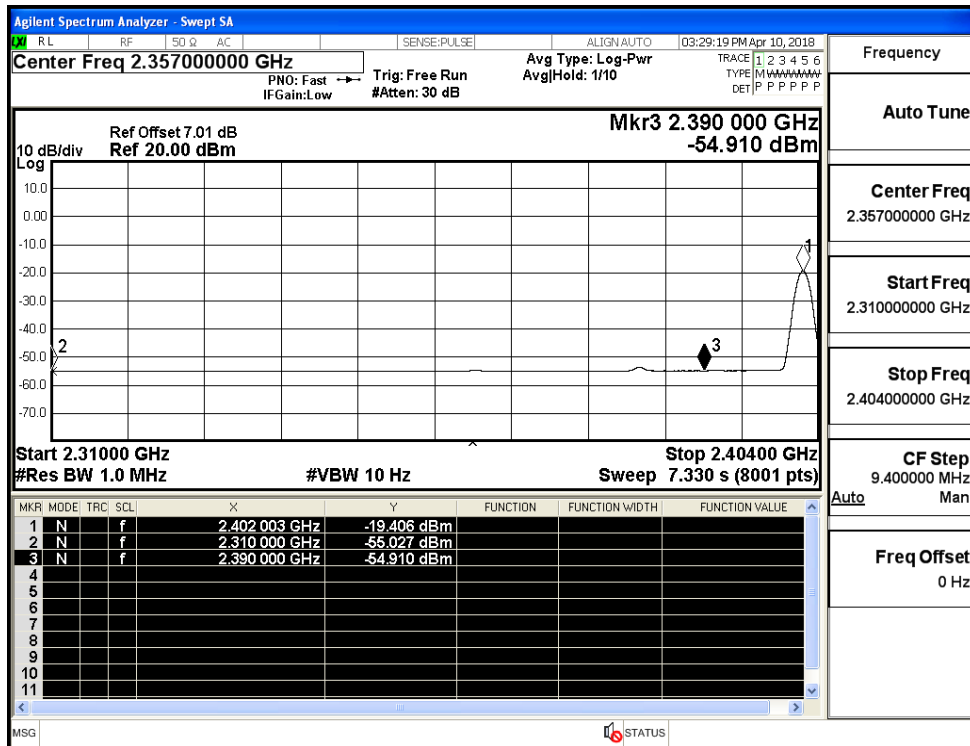 Agilent Spectrum Analyzer - Swept SA
LXI RL RF 50 Ω AC SENSE:PULSE ALIGN AUTO 03:29:19 PM Apr 10, 2018
Center Freq 2.357000000 GHz
PNO: Fast
IFGain:Low
Trig: Free Run
#Atten: 30 dB
Avg Type: Log-Pwr
Avg|Hold: 1/10
TRACE 1 2 3 4 5 6
TYPE M WWWWW
DET P P P P P P
Ref Offset 7.01 dB
10 dB/div Ref 20.00 dBm
Log
Mkr3 2.390 000 GHz
-54.910 dBm
10.0
0.00
-10.0
-20.0
-30.0
-40.0
-50.0
-60.0
-70.0
1
2
3
Start 2.31000 GHz Stop 2.40400 GHz
#Res BW 1.0 MHz #VBW 10 Hz Sweep 7.330 s (8001 pts)
MKR MODE TRC SCL X Y FUNCTION FUNCTION WIDTH FUNCTION VALUE
1 N f 2.402 003 GHz -19.406 dBm
2 N f 2.310 000 GHz -55.027 dBm
3 N f 2.390 000 GHz -54.910 dBm
4
5
6
7
8
9
10
11
MSG STATUS
Frequency
Auto Tune
Center Freq
2.357000000 GHz
Start Freq
2.310000000 GHz
Stop Freq
2.404000000 GHz
CF Step
9.400000 MHz
Auto Man
Freq Offset
0 Hz